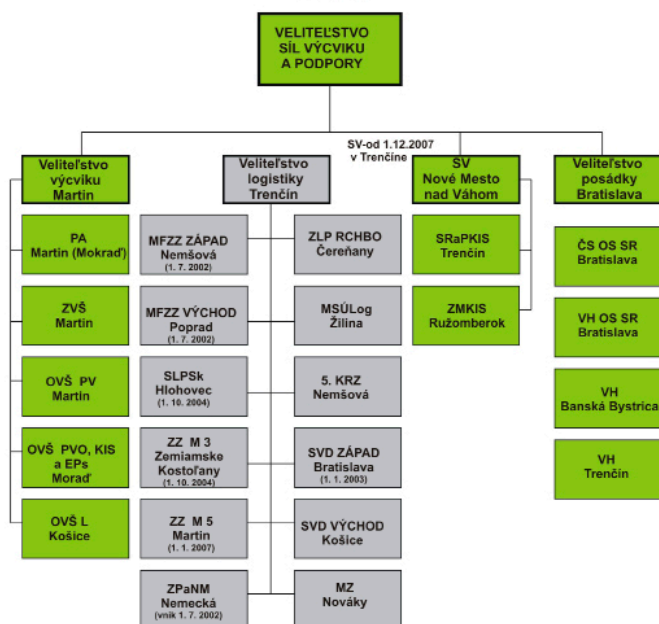 VELITEĽSTVO
SÍL VÝCVIKU
A PODPORY
SV-od 1.12.2007
v Trenčíne
Veliteľstvo
výcviku
Martin
PA
Martin (Mokraď)
ZVŠ
Martin
OVŠ PV
Martin
OVŠ PVO, KIS
a EPs
Moraď
OVŠ L
Košice
Veliteľstvo
logistiky
Trenčín
MFZZ ZÁPAD
Nemšová
(1. 7. 2002)
ZLP RCHBO
Čereňany
MFZZ VÝCHOD
Poprad
(1. 7. 2002)
MSÚLog
Žilina
SLPSk
Hlohovec
(1. 10. 2004)
5. KRZ
Nemšová
ZZ M 3
Zemiamske
Kostoľany
(1. 10. 2004)
SVD ZÁPAD
Bratislava
(1. 1. 2003)
ZZ M 5
Martin
(1. 1. 2007)
SVD VÝCHOD
Košice
ZPaNM
Nemecká
(vnik 1. 7. 2002)
MZ
Nováky
SV
Nové Mesto
nad Váhom
SRaPKIS
Trenčín
ZMKIS
Ružomberok
Veliteľstvo
posádky
Bratislava
ČS OS SR
Bratislava
VH OS SR
Bratislava
VH
Banská Bystrica
VH
Trenčín